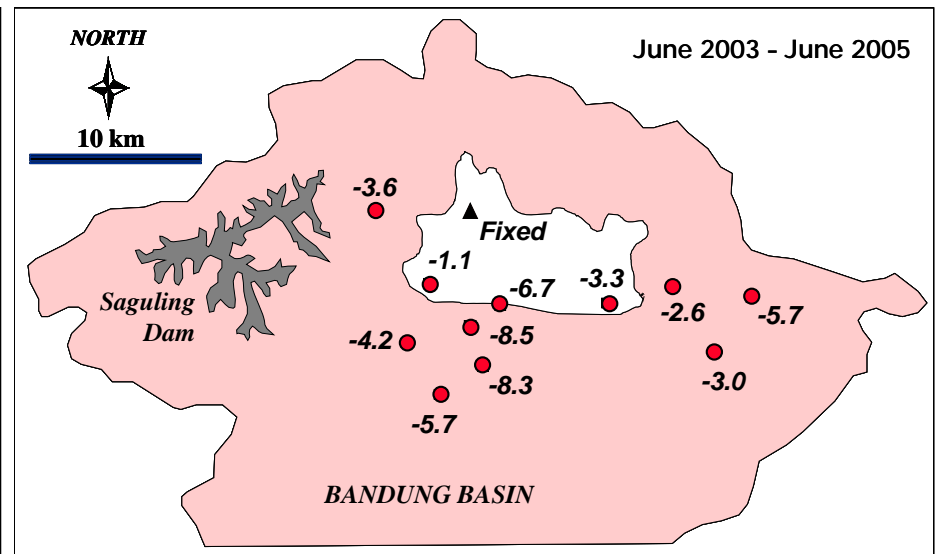 NORTH
June 2003 - June 2005
10 km
-3.6
Fixed
-1.1
-6.7
-3.3
-2.6
-5.7
Saguling
Dam
-4.2
-8.5
-8.3
-3.0
-5.7
BANDUNG BASIN